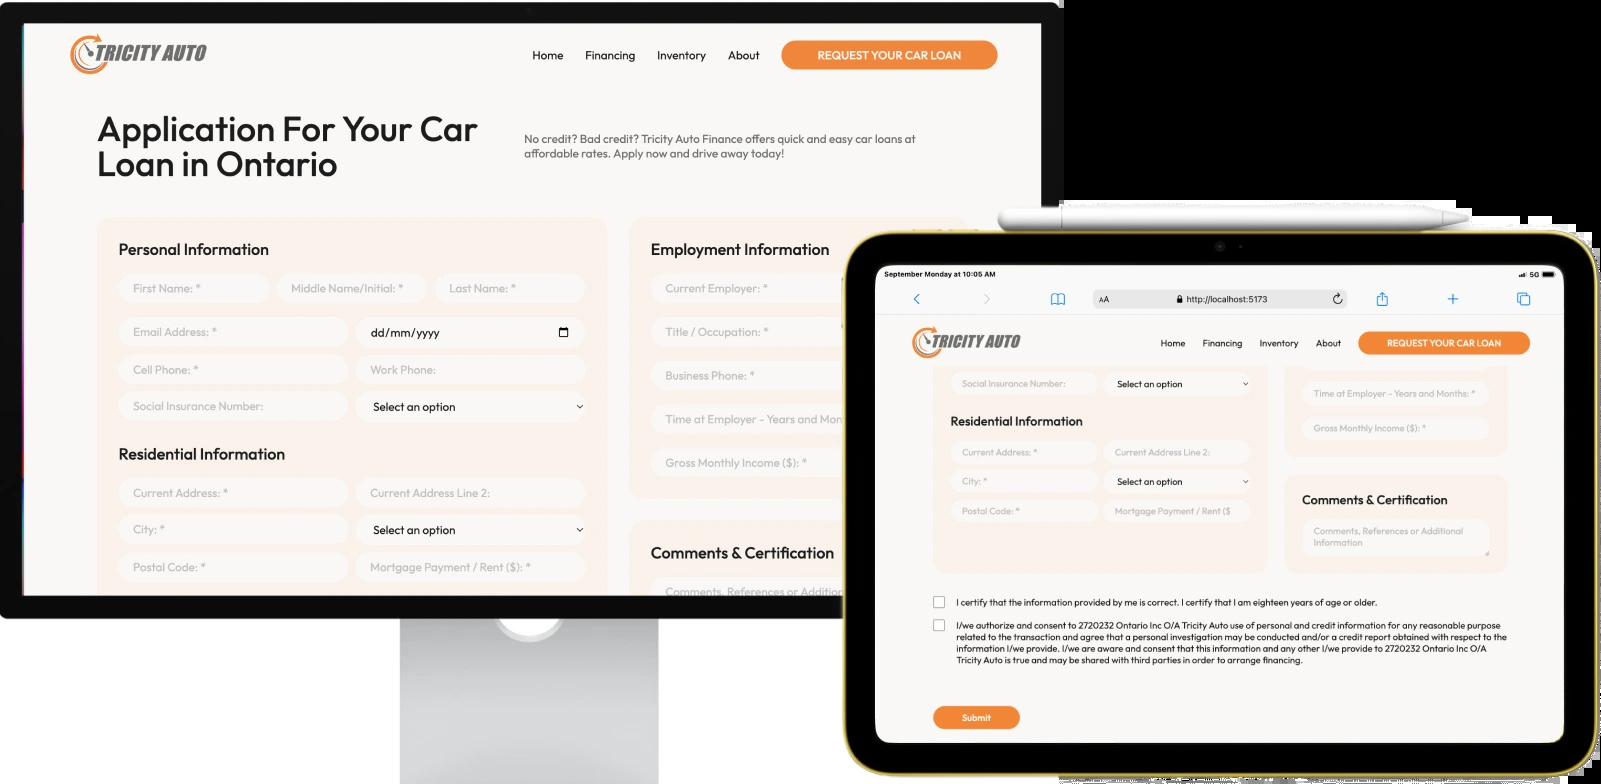 TRICITY AUTO
Home Financing Inventory About REQUEST YOUR CAR LOAN
Application For Your Car
Loan in Ontario
No credit? Bad credit? Tricity Auto Finance offers quick and easy car loans at
affordable rates. Apply now and drive away today!
Personal Information
First Name: * Middle Name/Initial: * Last Name: *
Email Address: * dd/mm/yyyy
Cell Phone: * Work Phone:
Social Insurance Number: Select an option
Residential Information
Current Address: * Current Address Line 2:
City: * Select an option
Postal Code: * Mortgage Payment / Rent ($): *
Employment Information
Current Employer: *
Title / Occupation: *
Business Phone: *
Time at Employer - Years and Mon
Gross Monthly Income ($): *
Comments & Certification
Comments, References or Addition
September Monday at 10:05 AM 5G
AA http://localhost:5173
TRICITY AUTO
Home Financing Inventory About REQUEST YOUR CAR LOAN
Social Insurance Number: Select an option
Residential Information
Current Address: * Current Address Line 2:
City: * Select an option
Postal Code: * Mortgage Payment / Rent ($
Time at Employer - Years and Months: *
Gross Monthly Income ($): *
Comments & Certification
Comments, References or Additional
Information
I certify that the information provided by me is correct. I certify that I am eighteen years of age or older.
I/we authorize and consent to 2720232 Ontario Inc O/A Tricity Auto use of personal and credit information for any reasonable purpose
related to the transaction and agree that a personal investigation may be conducted and/or a credit report obtained with respect to the
information I/we provide. I/we are aware and consent that this information and any other I/we provide to 2720232 Ontario Inc O/A
Tricity Auto is true and may be shared with third parties in order to arrange financing.
Submit